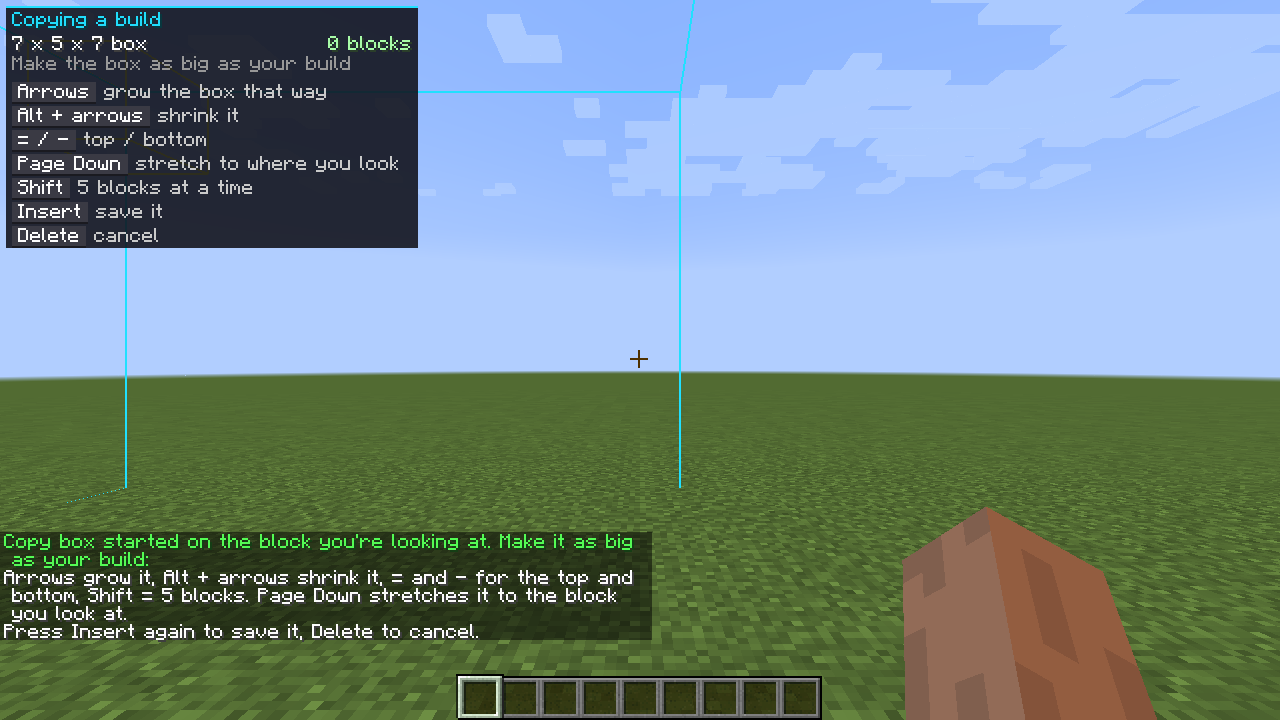 Copying a build
7 x 5 x 7 box 0 blocks
Make the box as big as your build
Arrows grow the box that way
Alt + arrows shrink it
= / - top / bottom
Page Down stretch to where you look
Shift 5 blocks at a time
Insert save it
Delete cancel
Copy box started on the block you're looking at. Make it as big
as your build:
Arrows grow it, Alt + arrows shrink it, = and - for the top and
bottom, Shift = 5 blocks. Page Down stretches it to the block
you look at.
Press Insert again to save it, Delete to cancel.